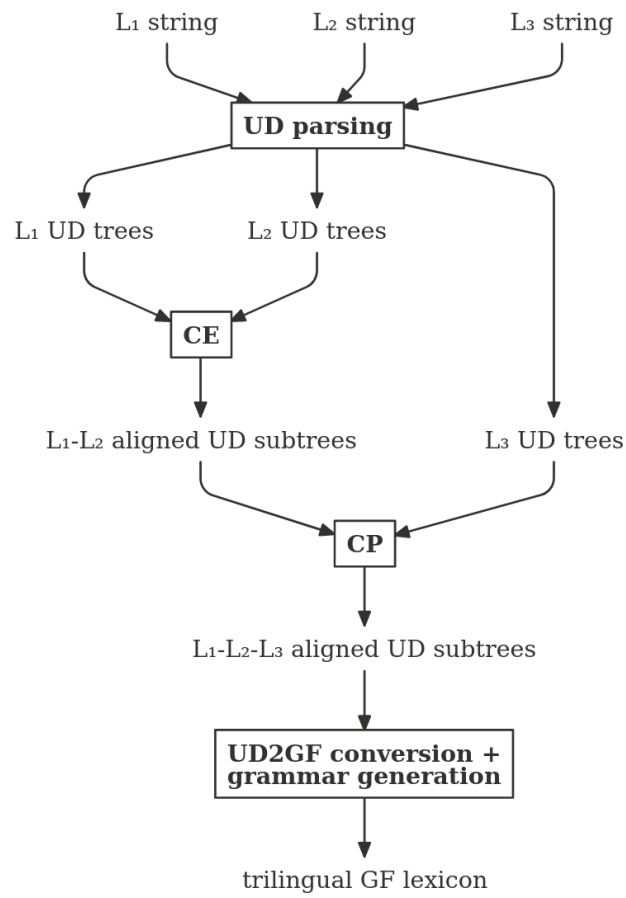 L₁ string
L₂ string
L₃ string
UD parsing
L₁ UD trees
L₂ UD trees
CE
L₁-L₂ aligned UD subtrees
L₃ UD trees
CP
L₁-L₂-L₃ aligned UD subtrees
UD2GF conversion +
grammar generation
trilingual GF lexicon